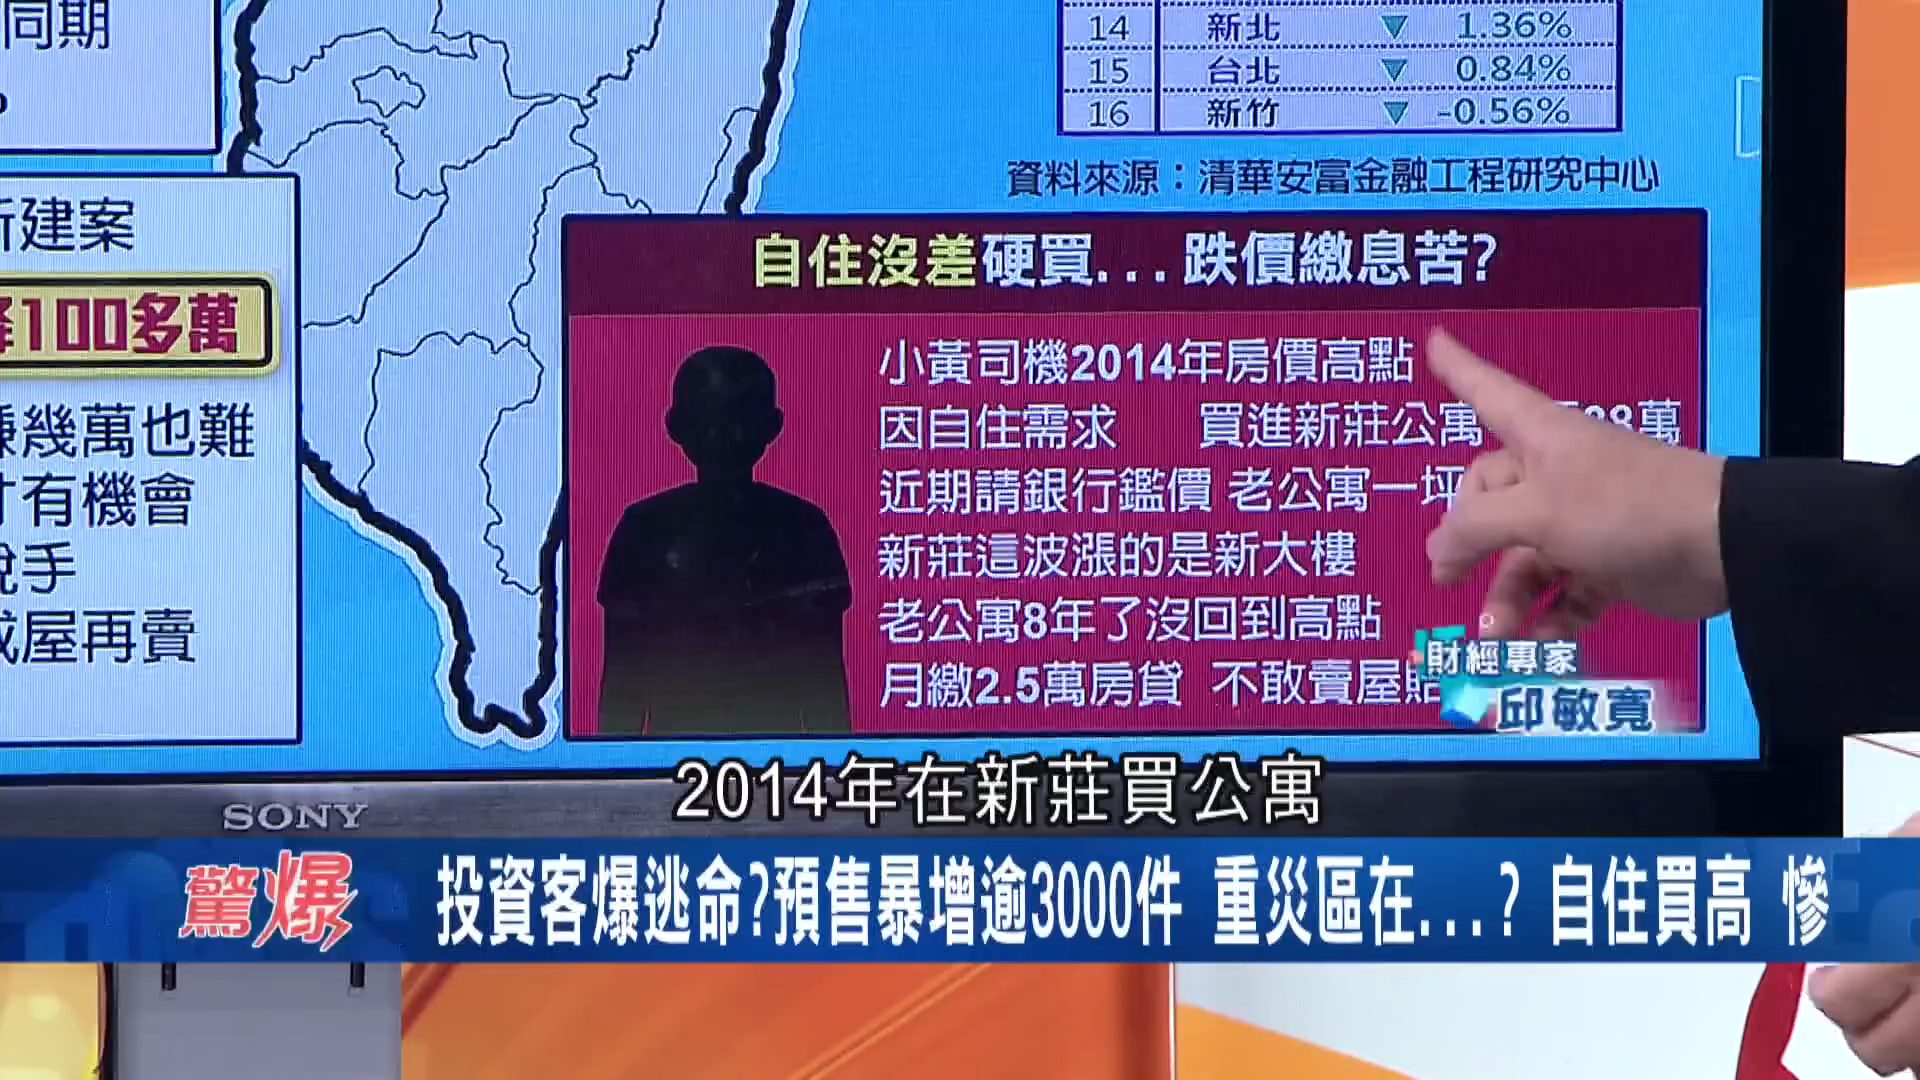 同期
14 新北 ▼ 1.36%
15 台北 ▼ 0.84%
16 新竹 ▼ -0.56%
資料來源：清華安富金融工程研究中心
建案
100多萬
幾萬也難
有機會
手
屋再賣
自住沒差硬買...跌價繳息苦?
小黃司機2014年房價高點
因自住需求 買進新莊公寓 萬
近期請銀行鑑價 老公寓一坪
新莊這波漲的是新大樓
老公寓8年了沒回到高點
月繳2.5萬房貸 不敢賣屋
財經專家
邱敏寬
2014年在新莊買公寓
SONY
驚爆 投資客爆逃命?預售暴增逾3000件 重災區在...? 自住買高 慘